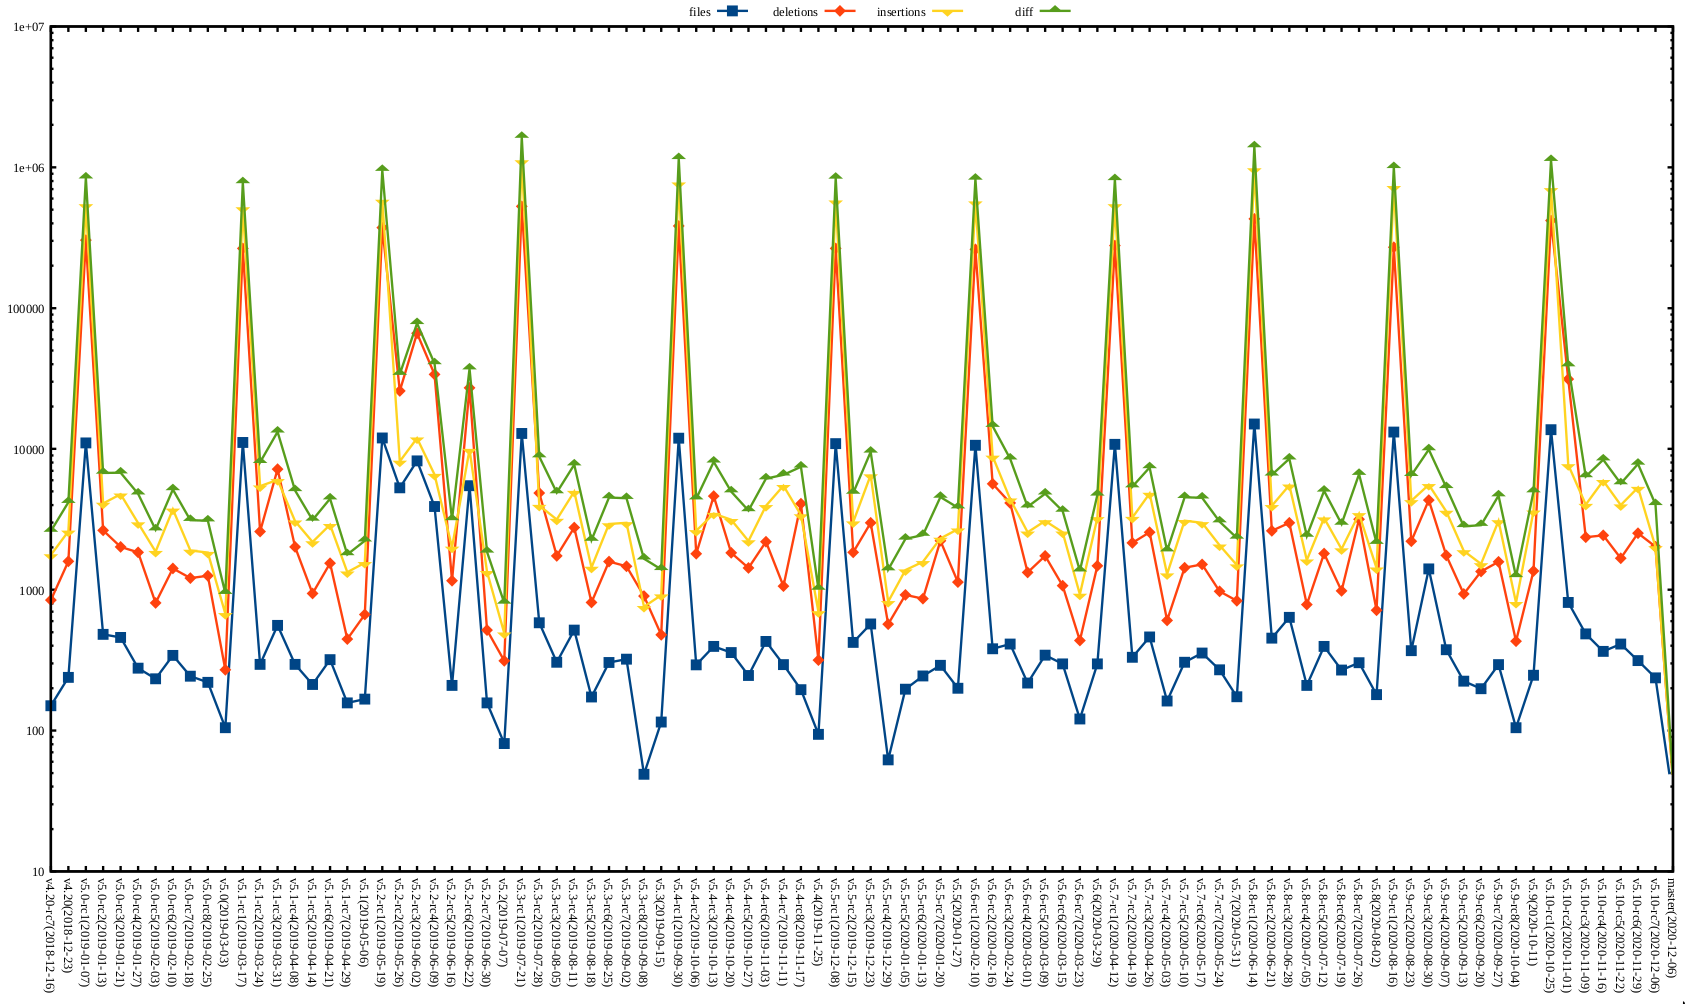 files deletions insertions diff
1e+07
1e+06
100000
10000
1000
100
10
v4.20-rc7(2018-12-16)
v4.20(2018-12-23)
v5.0-rc1(2019-01-07)
v5.0-rc2(2019-01-13)
v5.0-rc3(2019-01-21)
v5.0-rc4(2019-01-27)
v5.0-rc5(2019-02-03)
v5.0-rc6(2019-02-10)
v5.0-rc7(2019-02-18)
v5.0-rc8(2019-02-25)
v5.0(2019-03-03)
v5.1-rc1(2019-03-17)
v5.1-rc2(2019-03-24)
v5.1-rc3(2019-03-31)
v5.1-rc4(2019-04-08)
v5.1-rc5(2019-04-14)
v5.1-rc6(2019-04-21)
v5.1-rc7(2019-04-29)
v5.1(2019-05-06)
v5.2-rc1(2019-05-19)
v5.2-rc2(2019-05-26)
v5.2-rc3(2019-06-02)
v5.2-rc4(2019-06-09)
v5.2-rc5(2019-06-16)
v5.2-rc6(2019-06-22)
v5.2-rc7(2019-06-30)
v5.2(2019-07-07)
v5.3-rc1(2019-07-21)
v5.3-rc2(2019-07-28)
v5.3-rc3(2019-08-05)
v5.3-rc4(2019-08-11)
v5.3-rc5(2019-08-18)
v5.3-rc6(2019-08-25)
v5.3-rc7(2019-09-02)
v5.3-rc8(2019-09-08)
v5.3(2019-09-15)
v5.4-rc1(2019-09-30)
v5.4-rc2(2019-10-06)
v5.4-rc3(2019-10-13)
v5.4-rc4(2019-10-20)
v5.4-rc5(2019-10-27)
v5.4-rc6(2019-11-03)
v5.4-rc7(2019-11-11)
v5.4-rc8(2019-11-17)
v5.4(2019-11-25)
v5.5-rc1(2019-12-08)
v5.5-rc2(2019-12-15)
v5.5-rc3(2019-12-23)
v5.5-rc4(2019-12-29)
v5.5-rc5(2020-01-05)
v5.5-rc6(2020-01-13)
v5.5-rc7(2020-01-20)
v5.5(2020-01-27)
v5.6-rc1(2020-02-10)
v5.6-rc2(2020-02-16)
v5.6-rc3(2020-02-24)
v5.6-rc4(2020-03-01)
v5.6-rc5(2020-03-09)
v5.6-rc6(2020-03-15)
v5.6-rc7(2020-03-23)
v5.6(2020-03-29)
v5.7-rc1(2020-04-12)
v5.7-rc2(2020-04-19)
v5.7-rc3(2020-04-26)
v5.7-rc4(2020-05-03)
v5.7-rc5(2020-05-10)
v5.7-rc6(2020-05-17)
v5.7-rc7(2020-05-24)
v5.7(2020-05-31)
v5.8-rc1(2020-06-14)
v5.8-rc2(2020-06-21)
v5.8-rc3(2020-06-28)
v5.8-rc4(2020-07-05)
v5.8-rc5(2020-07-12)
v5.8-rc6(2020-07-19)
v5.8-rc7(2020-07-26)
v5.8(2020-08-02)
v5.9-rc1(2020-08-16)
v5.9-rc2(2020-08-23)
v5.9-rc3(2020-08-30)
v5.9-rc4(2020-09-07)
v5.9-rc5(2020-09-13)
v5.9-rc6(2020-09-20)
v5.9-rc7(2020-09-27)
v5.9-rc8(2020-10-04)
v5.9(2020-10-11)
v5.10-rc1(2020-10-25)
v5.10-rc2(2020-11-01)
v5.10-rc3(2020-11-09)
v5.10-rc4(2020-11-16)
v5.10-rc5(2020-11-22)
v5.10-rc6(2020-11-29)
v5.10-rc7(2020-12-06)
master(2020-12-06)